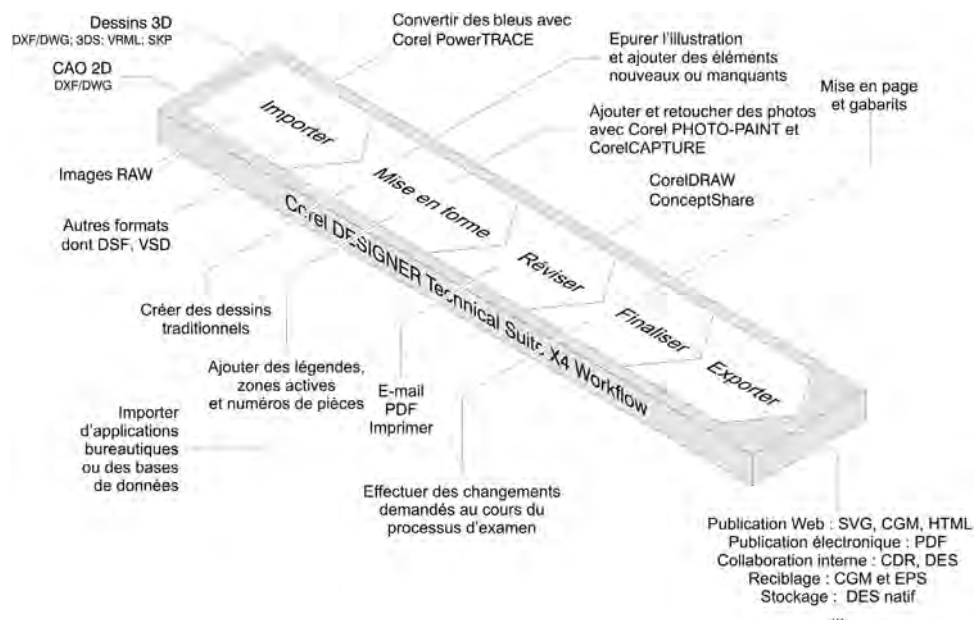 Dessins 3D
DXF/DWG; 3DS; VRML; SKP
CAO 2D
DXF/DWG
Images RAW
Autres formats
dont DSF, VSD
Convertir des bleus avec
Corel PowerTRACE
Epurer l'illustration
et ajouter des éléments
nouveaux ou manquants
Mise en page
et gabarits
Ajouter et retoucher des photos
avec Corel PHOTO-PAINT et
CorelCAPTURE
CorelDRAW
ConceptShare
Importer
Mise en forme
Réviser
Finaliser
Exporter
Corel DESIGNER Technical Suite X4 Workflow
Créer des dessins
traditionnels
Ajouter des légendes,
zones actives
et numéros de pièces
Importer
d'applications
bureautiques
ou des bases
de données
E-mail
PDF
Imprimer
Effectuer des changements
demandés au cours du
processus d'examen
Publication Web : SVG, CGM, HTML
Publication électronique : PDF
Collaboration interne : CDR, DES
Reciblage : CGM et EPS
Stockage : DES natif